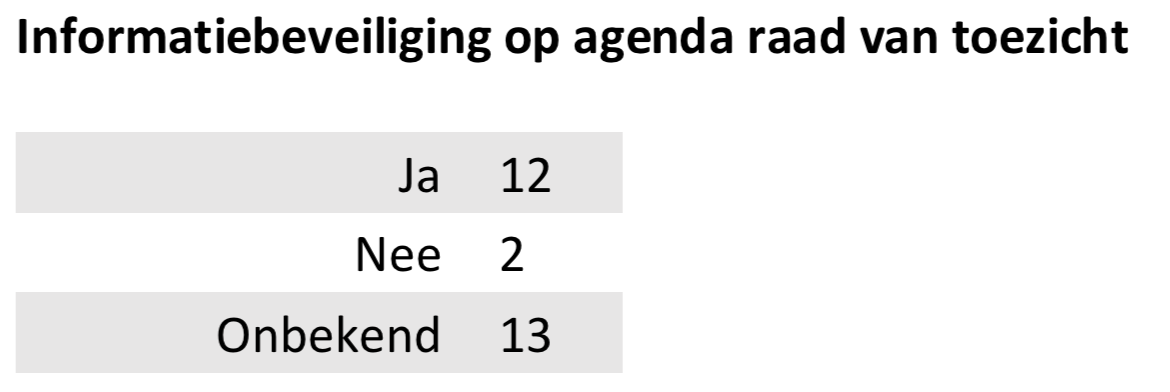 Informatiebeveiliging op agenda raad van toezicht
Ja 12
Nee 2
Onbekend 13